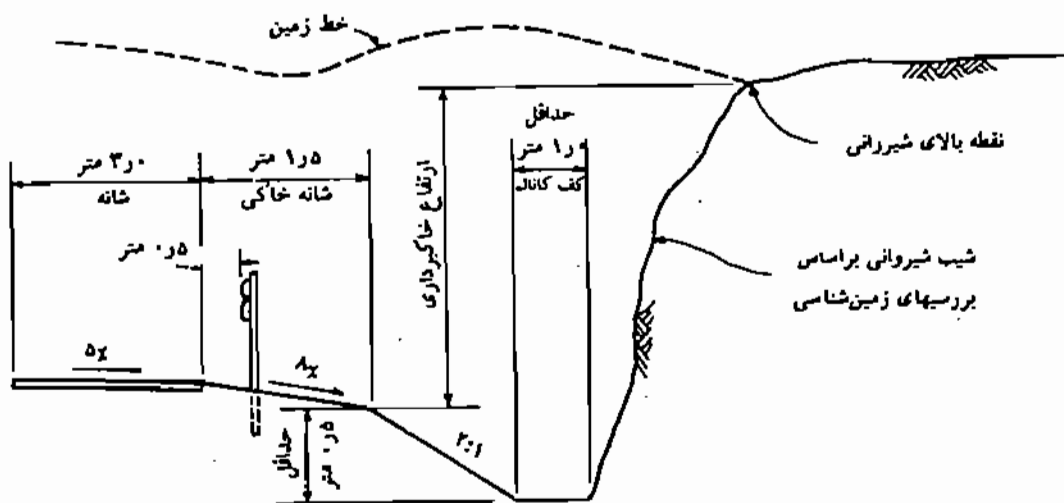 خط زمین
حداقل
۱٫۰ متر
کف کانال
نقطه بالای شیروانی
۳٫۰ متر
شانه
۱٫۵ متر
شانه خاکی
۰٫۵ متر
ارتفاع خاکبرداری
شیب شیروانی براساس
بررسیهای زمین‌شناسی
۵٪
۸٪
۲:۱
حداقل
۰٫۵ متر